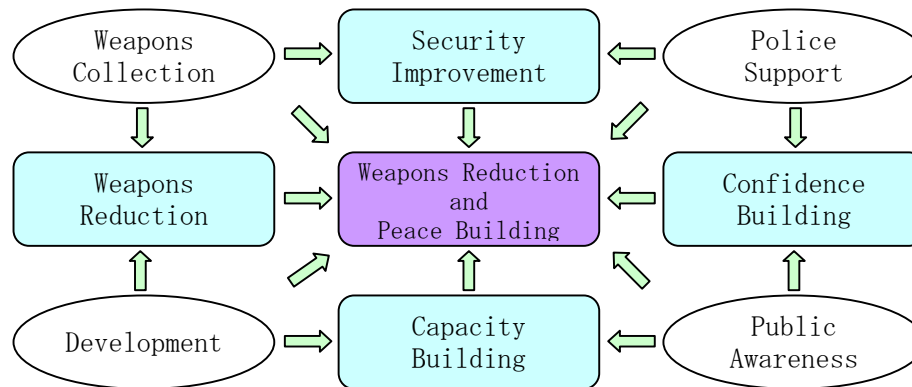 Weapons
Collection
Security
Improvement
Police
Support
Weapons
Reduction
Weapons Reduction
and
Peace Building
Confidence
Building
Development
Capacity
Building
Public
Awareness